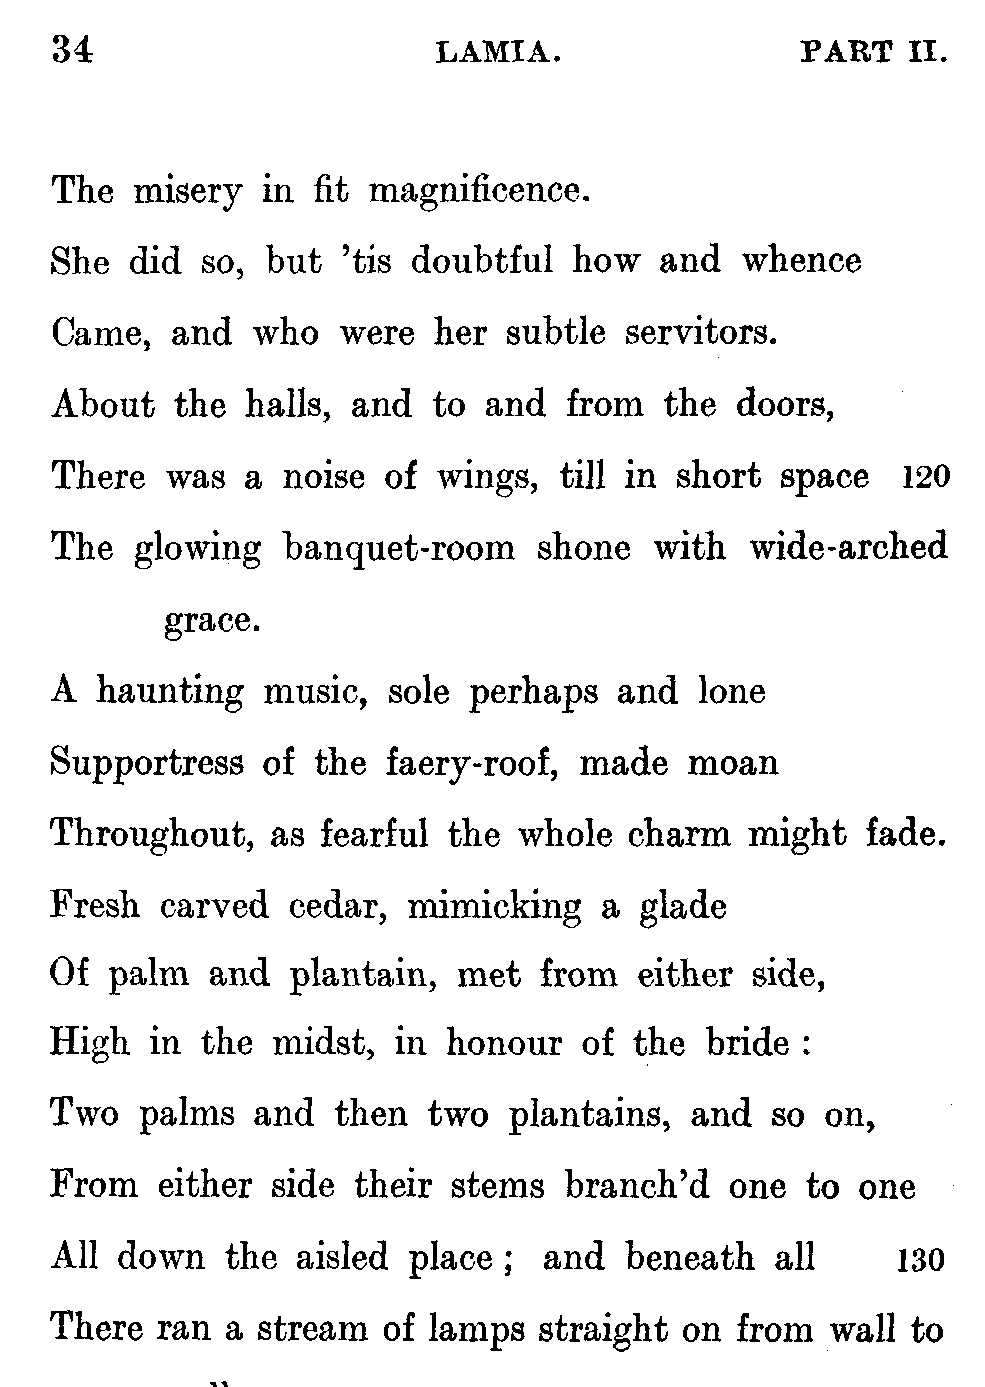 34 LAMIA. PART II.
The misery in fit magnificence.
She did so, but ’tis doubtful how and whence
Came, and who were her subtle servitors.
About the halls, and to and from the doors,
There was a noise of wings, till in short space 120
The glowing banquet-room shone with wide-arched
grace.
A haunting music, sole perhaps and lone
Supportress of the faery-roof, made moan
Throughout, as fearful the whole charm might fade.
Fresh carved cedar, mimicking a glade
Of palm and plantain, met from either side,
High in the midst, in honour of the bride :
Two palms and then two plantains, and so on,
From either side their stems branch’d one to one
All down the aisled place ; and beneath all 130
There ran a stream of lamps straight on from wall to